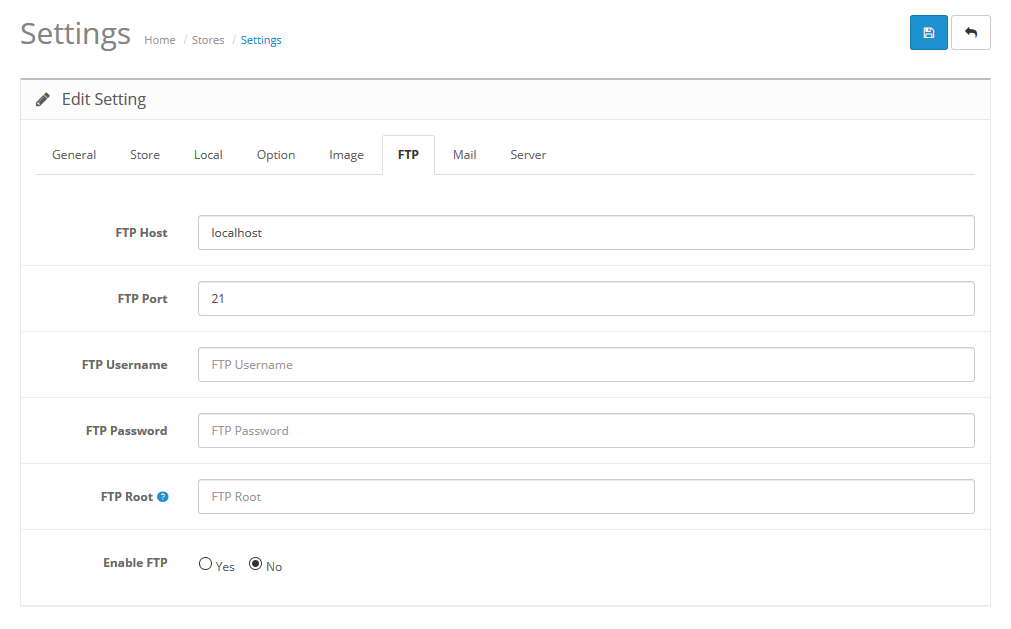 Settings Home / Stores / Settings
Edit Setting
General Store Local Option Image FTP Mail Server
FTP Host localhost
FTP Port 21
FTP Username FTP Username
FTP Password FTP Password
FTP Root ? FTP Root
Enable FTP Yes No